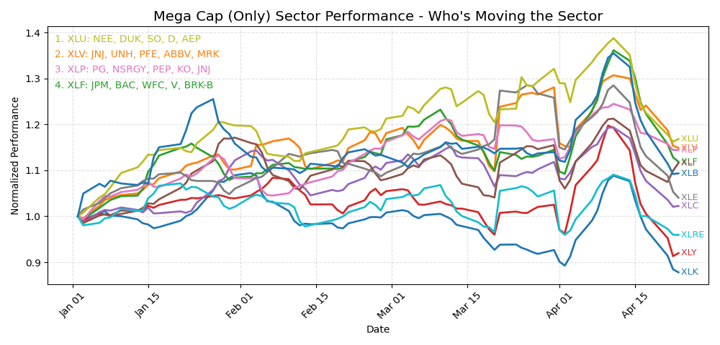 Mega Cap (Only) Sector Performance - Who's Moving the Sector
1. XLU: NEE, DUK, SO, D, AEP
2. XLV: JNJ, UNH, PFE, ABBV, MRK
3. XLP: PG, NSRGY, PEP, KO, JNJ
4. XLF: JPM, BAC, WFC, V, BRK-B
Normalized Performance
1.4
1.3
1.2
1.1
1.0
0.9
XLU
XLP
XLF
XLB
XLE
XLC
XLRE
XLY
XLK
Jan 01
Jan 15
Feb 01
Feb 15
Mar 01
Mar 15
Apr 01
Apr 15
Date